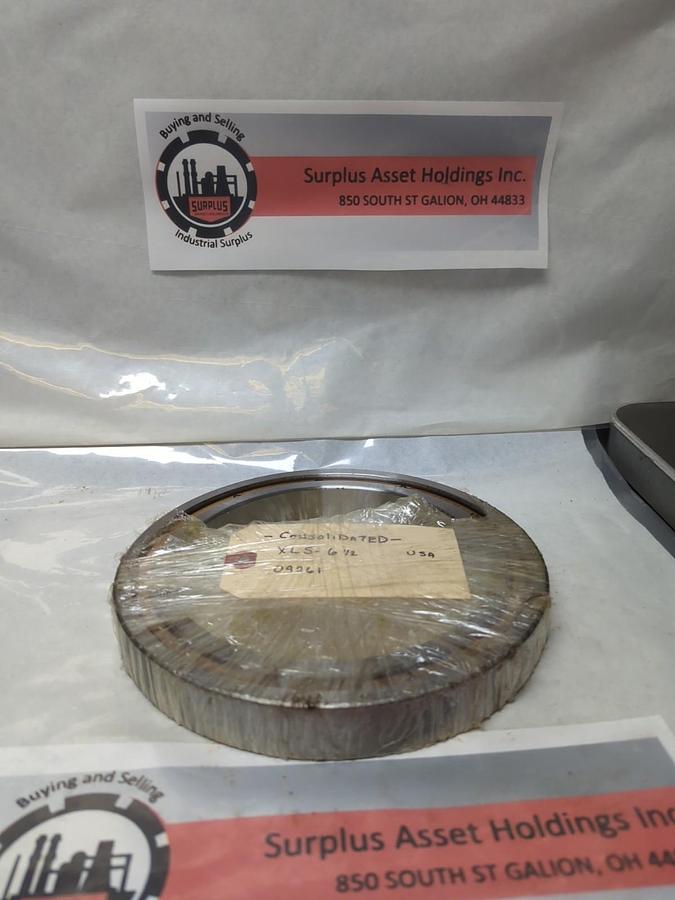 Buying and Selling
SURPLUS
Industrial Surplus
Surplus Asset Holdings Inc.
850 SOUTH ST GALION, OH 44833
- CONSOLIDATED -
XLS- 6 1/2 USA
09261
Buying and Selling
Surplus Asset Holdings Inc
850 SOUTH ST GALION, OH 44